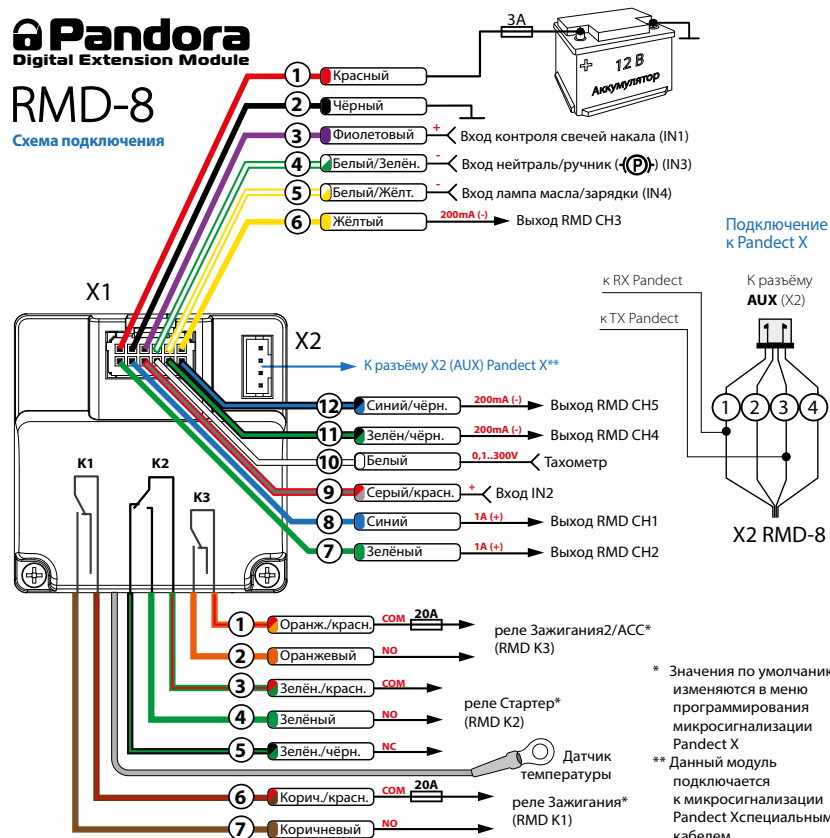 Pandora
Digital Extension Module
RMD-8
Схема подключения
3А
12 В
Аккумулятор
1 Красный
2 Чёрный
3 Фиолетовый + Вход контроля свечей накала (IN1)
4 Белый/Зелён. - Вход нейтраль/ручник (P) (IN3)
5 Белый/Жёлт. - Вход лампа масла/зарядки (IN4)
6 Жёлтый 200mA (-) Выход RMD CH3
Подключение
к Pandect X
к RX Pandect
к TX Pandect
К разъёму
AUX (X2)
1 2 3 4
X2 RMD-8
X1
X2
К разъёму X2 (AUX) Pandect X**
12 Синий/чёрн. 200mA (-) Выход RMD CH5
11 Зелён/чёрн. 200mA (-) Выход RMD CH4
10 Белый 0,1..300V Тахометр
9 Серый/красн. + Вход IN2
8 Синий 1A (+) Выход RMD CH1
7 Зелёный 1A (+) Выход RMD CH2
K1
K2
K3
1 Оранж./красн. COM 20А
2 Оранжевый NO
реле Зажигания2/АСС*
(RMD K3)
3 Зелён./красн. COM
4 Зелёный NO
5 Зелён./чёрн. NC
реле Стартер*
(RMD K2)
Датчик
температуры
6 Корич./красн. COM 20А
7 Коричневый NO
реле Зажигания*
(RMD K1)
* Значения по умолчанию
изменяются в меню
программирования
микросигнализации
Pandect X
** Данный модуль
подключается
к микросигнализации
Pandect Xспециальным
кабелем